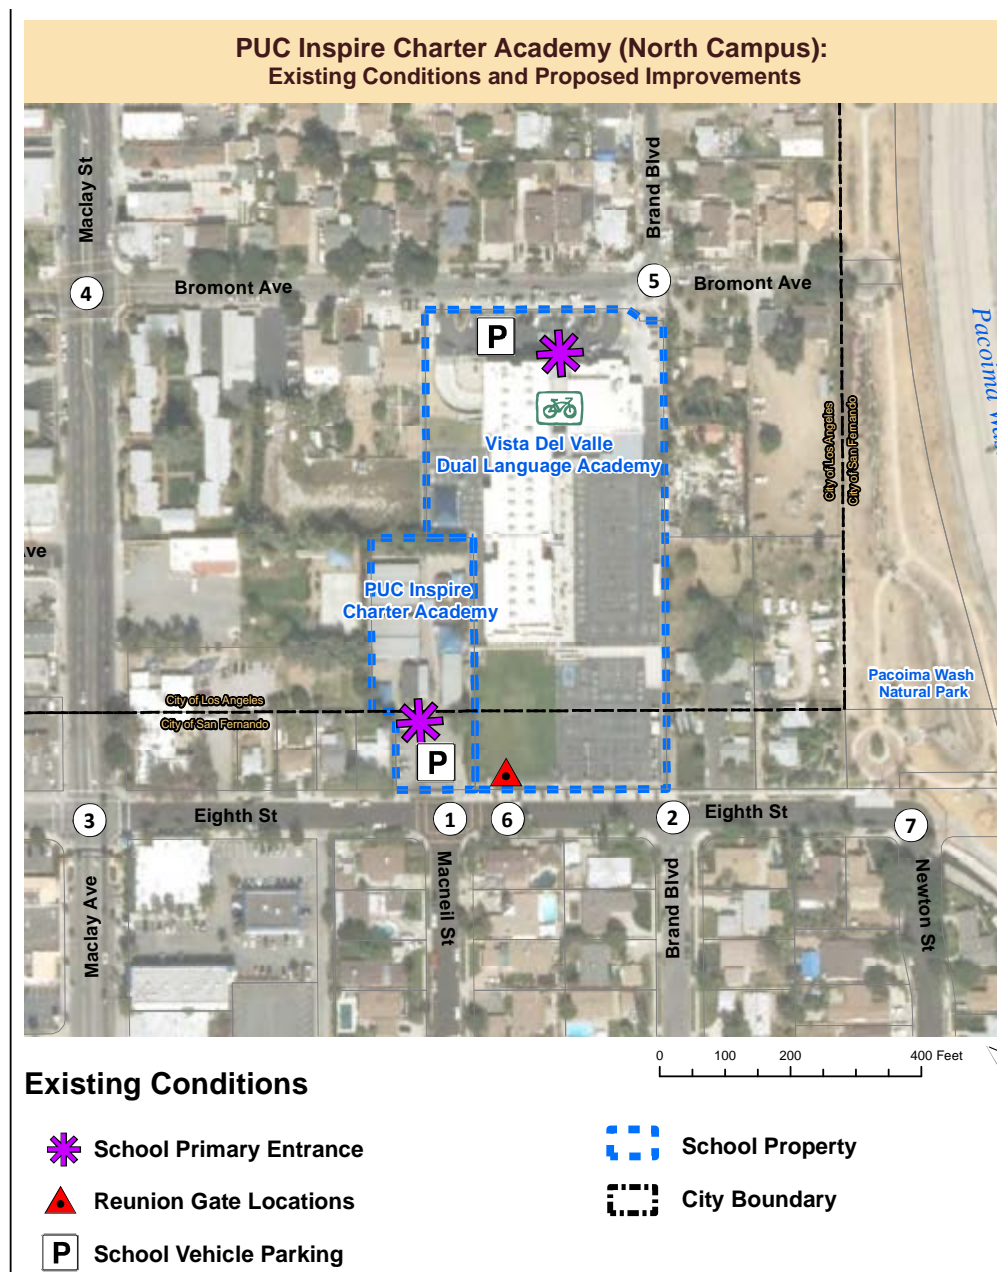 PUC Inspire Charter Academy (North Campus):
Existing Conditions and Proposed Improvements
Maclay St
Brand Blvd
4
Bromont Ave
5
Bromont Ave
Pacoima
P
City of Los Angeles
City of San Fernando
Vista Del Valle
Dual Language Academy
ve
PUC Inspire
Charter Academy
Pacoima Wash
Natural Park
City of Los Angeles
City of San Fernando
P
3
Eighth St
1
6
2
Eighth St
7
Maclay Ave
Macneil St
Brand Blvd
Newton St
0 100 200 400 Feet
Existing Conditions
School Primary Entrance
School Property
Reunion Gate Locations
City Boundary
P School Vehicle Parking